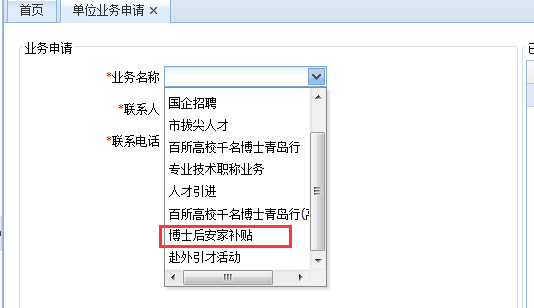 首页
单位业务申请
业务申请
*业务名称
*联系人
*联系电话
国企招聘
市拔尖人才
百所高校千名博士青岛行
专业技术职称业务
人才引进
百所高校千名博士青岛行(
博士后安家补贴
赴外引才活动